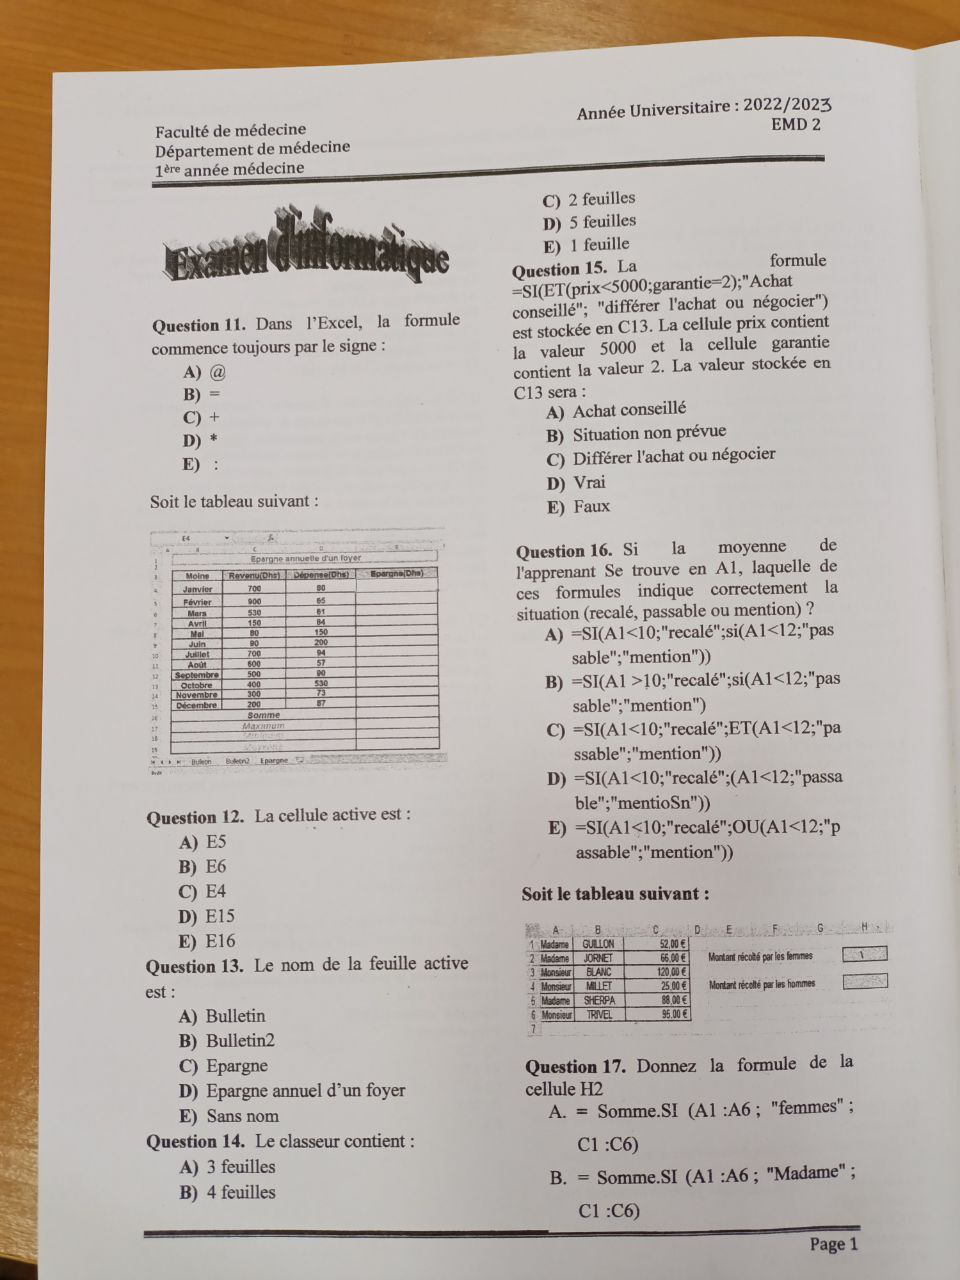 Faculté de médecine
Département de médecine
1ère année médecine
Année Universitaire : 2022/2023
EMD 2
Examen d'informatique
Question 11. Dans l'Excel, la formule
commence toujours par le signe :
A) @
B) =
C) +
D) *
E) :
Soit le tableau suivant :
E4
Epargne annuelle d'un foyer
Moine Revenu(Dhs) Dépense(Dhs) Epargne(Dhs)
Janvier 700 80
Février 900 65
Mars 530 61
Avril 150 84
Mai 80 150
Juin 90 200
Juillet 700 94
Août 600 57
Septembre 500 90
Octobre 400 530
Novembre 300 73
Décembre 200 87
Somme
Maximum
Bulletin Bulletin2 Epargne
Question 12. La cellule active est :
A) E5
B) E6
C) E4
D) E15
E) E16
Question 13. Le nom de la feuille active
est :
A) Bulletin
B) Bulletin2
C) Epargne
D) Epargne annuel d'un foyer
E) Sans nom
Question 14. Le classeur contient :
A) 3 feuilles
B) 4 feuilles
C) 2 feuilles
D) 5 feuilles
E) 1 feuille
Question 15. La formule
=SI(ET(prix<5000;garantie=2);"Achat
conseillé"; "différer l'achat ou négocier")
est stockée en C13. La cellule prix contient
la valeur 5000 et la cellule garantie
contient la valeur 2. La valeur stockée en
C13 sera :
A) Achat conseillé
B) Situation non prévue
C) Différer l'achat ou négocier
D) Vrai
E) Faux
Question 16. Si la moyenne de
l'apprenant Se trouve en A1, laquelle de
ces formules indique correctement la
situation (recalé, passable ou mention) ?
A) =SI(A1<10;"recalé";si(A1<12;"pas
sable";"mention"))
B) =SI(A1 >10;"recalé";si(A1<12;"pas
sable";"mention")
C) =SI(A1<10;"recalé";ET(A1<12;"pa
ssable";"mention"))
D) =SI(A1<10;"recalé";(A1<12;"passa
ble";"mentioSn"))
E) =SI(A1<10;"recalé";OU(A1<12;"p
assable";"mention"))
Soit le tableau suivant :
A B C D E F G H
1 Madame GUILLON 52,00 €
2 Madame JORNET 66,00 € Montant récolté par les femmes
3 Monsieur BLANC 120,00 €
4 Monsieur MILLET 25,00 € Montant récolté par les hommes
5 Madame SHERPA 88,00 €
6 Monsieur TRIVEL 95,00 €
7
Question 17. Donnez la formule de la
cellule H2
A. = Somme.SI (A1 :A6 ; "femmes" ;
C1 :C6)
B. = Somme.SI (A1 :A6 ; "Madame" ;
C1 :C6)
Page 1